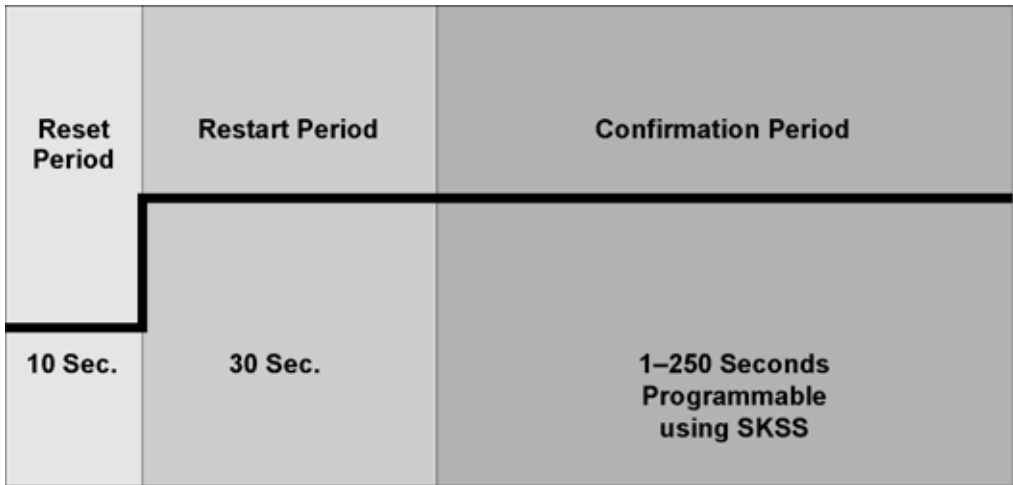 Reset
Period
Restart Period
Confirmation Period
10 Sec.
30 Sec.
1–250 Seconds
Programmable
using SKSS